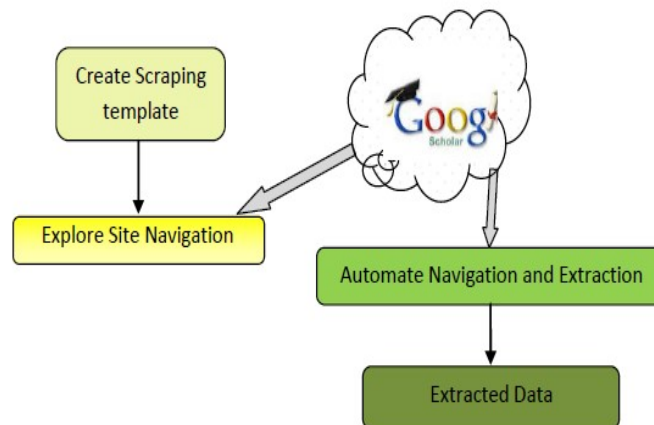 Create Scraping
template
Goog
Scholar
Explore Site Navigation
Automate Navigation and Extraction
Extracted Data